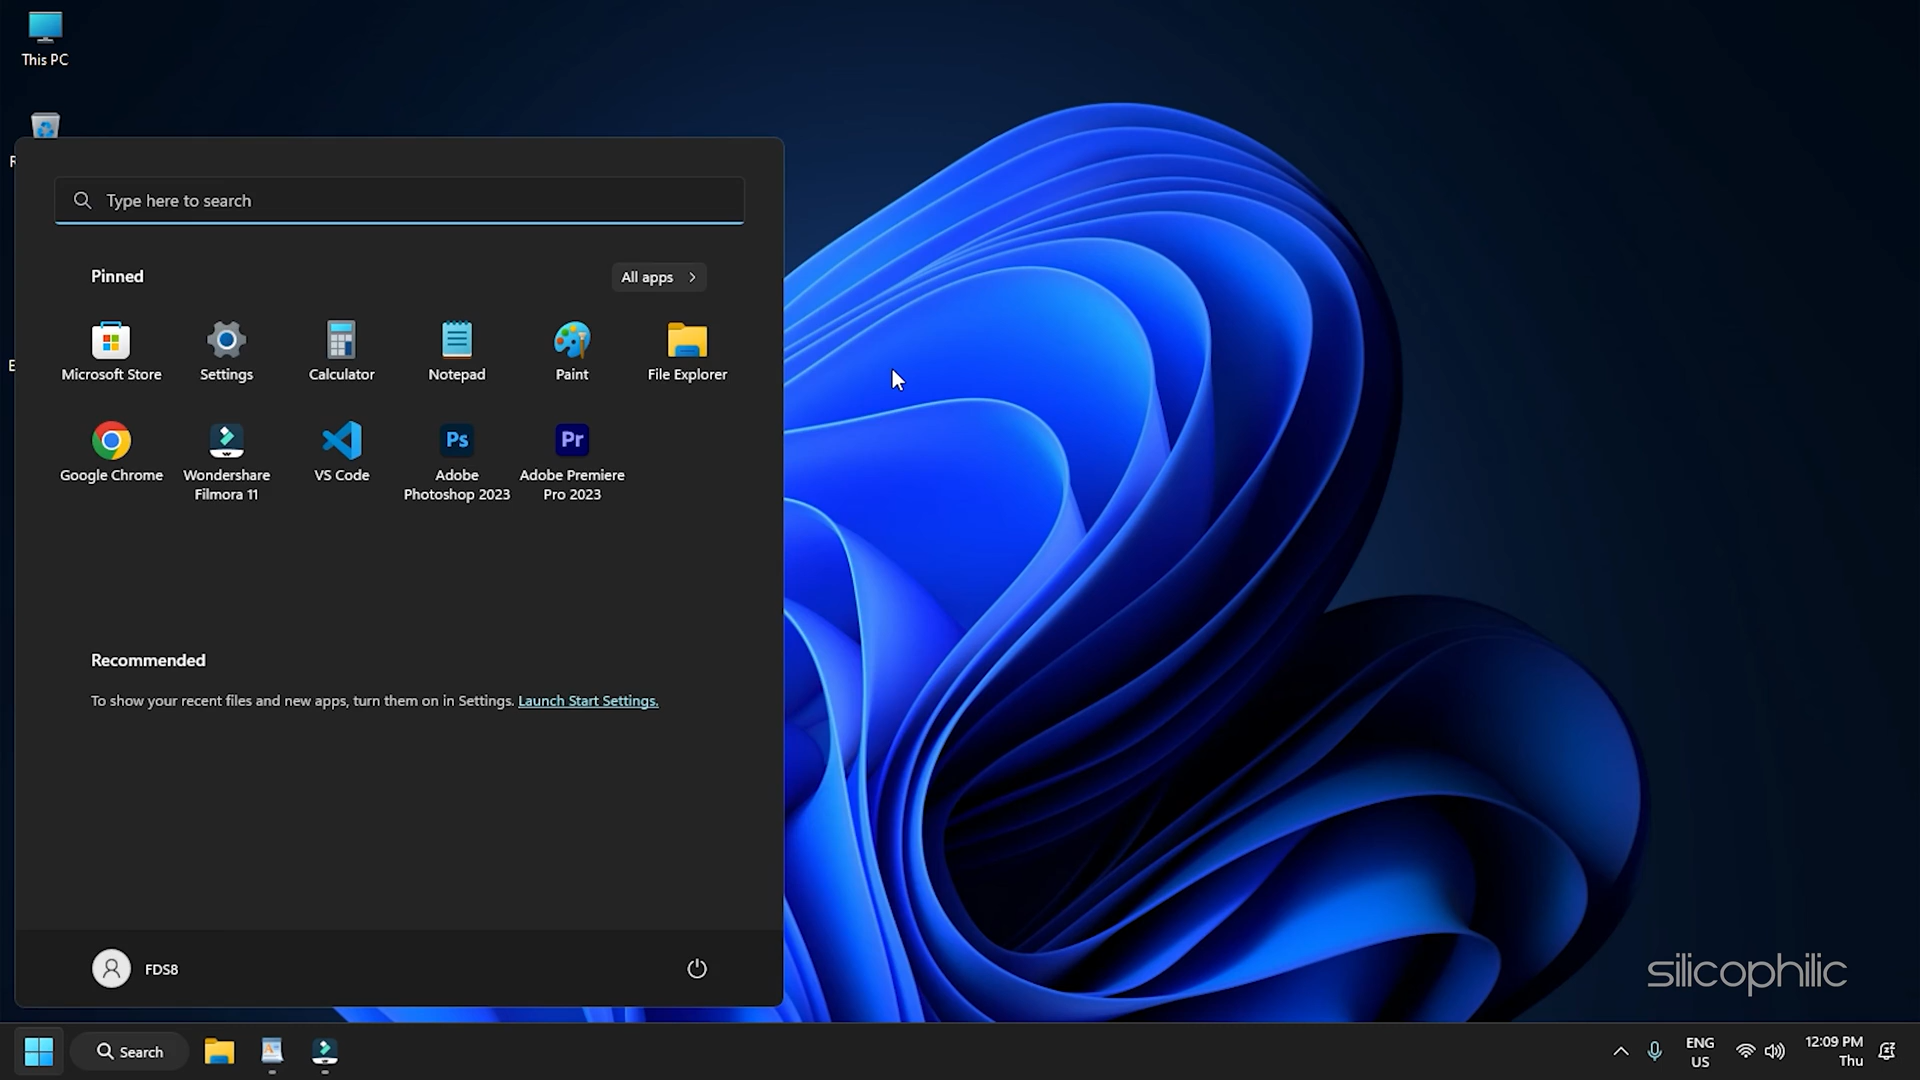 This PC
Type here to search
Pinned
All apps
Microsoft Store
Settings
Calculator
Notepad
Paint
File Explorer
Google Chrome
Wondershare
Filmora 11
VS Code
Adobe
Photoshop 2023
Adobe Premiere
Pro 2023
Ps
Pr
Recommended
To show your recent files and new apps, turn them on in Settings. Launch Start Settings.
FDS8
silicophilic
Search
ENG
US
12:09 PM
Thu